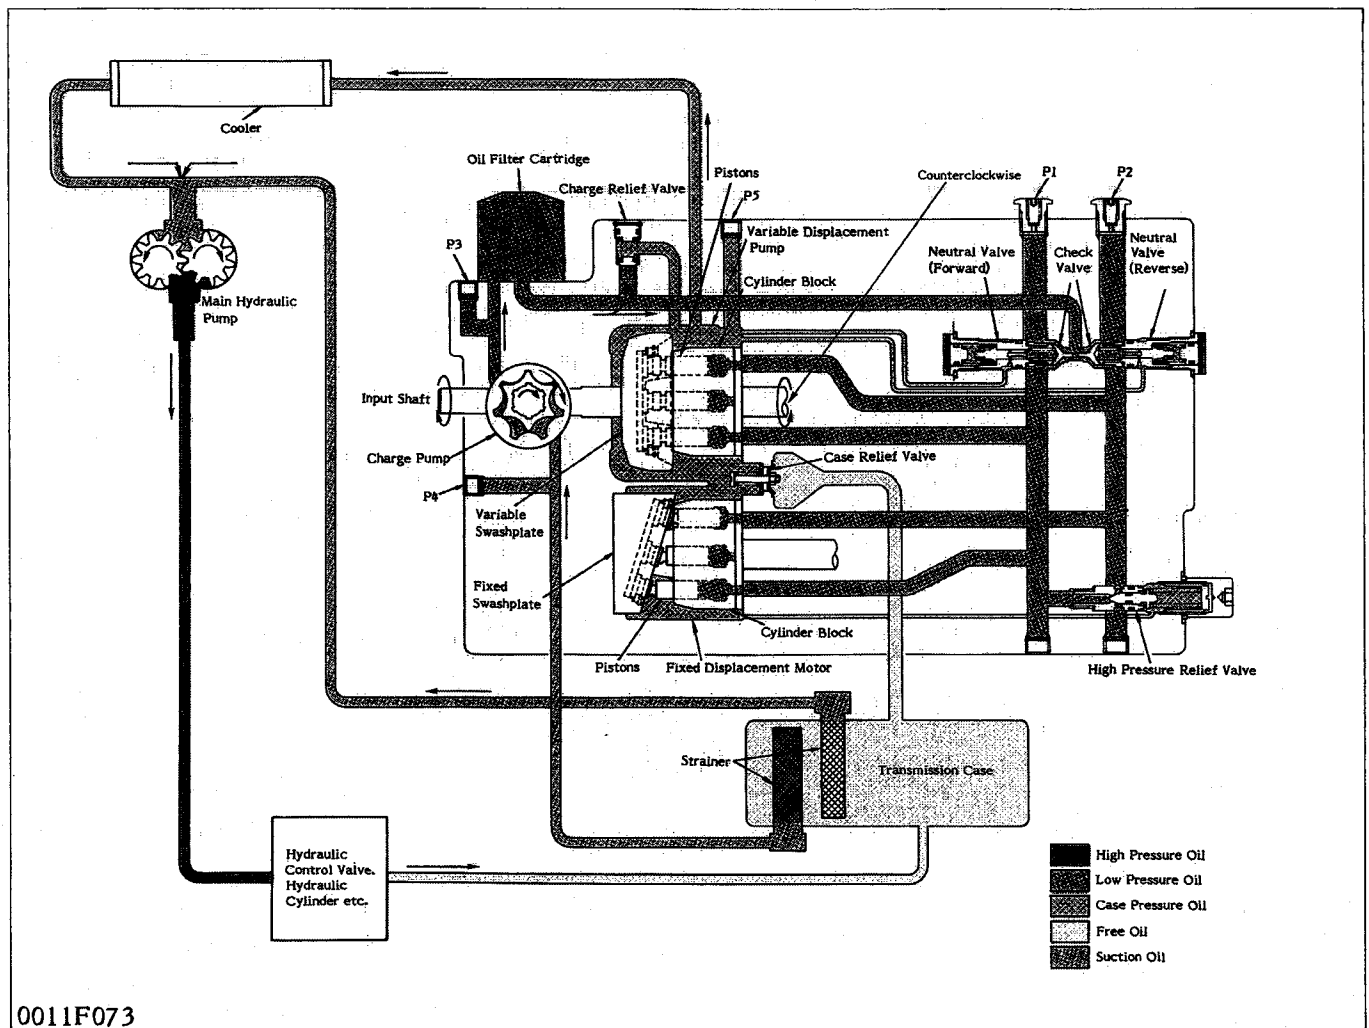 Cooler
Oil Filter Cartridge
Charge Relief Valve
Pistons
P5
Counterclockwise
P1
P2
P3
Variable Displacement
Pump
Neutral Valve
(Forward)
Check
Valve
Neutral
Valve
(Reverse)
Main Hydraulic
Pump
Cylinder Block
Input Shaft
Charge Pump
Case Relief Valve
P4
Variable
Swashplate
Fixed
Swashplate
Cylinder Block
Pistons
Fixed Displacement Motor
High Pressure Relief Valve
Strainer
Transmission Case
Hydraulic
Control Valve.
Hydraulic
Cylinder etc.
High Pressure Oil
Low Pressure Oil
Case Pressure Oil
Free Oil
Suction Oil
0011F073